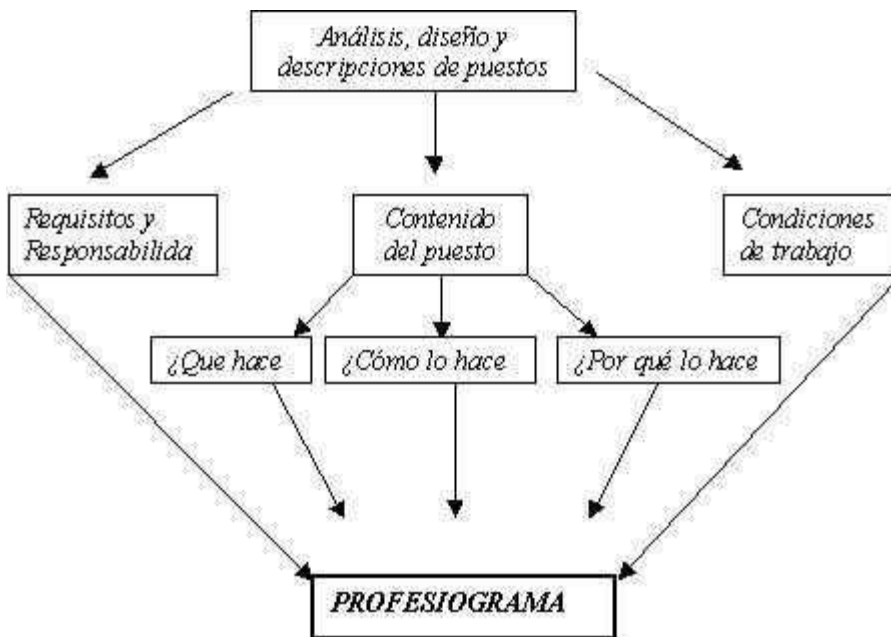 Análisis, diseño y
descripciones de puestos
Requisitos y
Responsabilida
Contenido
del puesto
Condiciones
de trabajo
¿Que hace
¿Cómo lo hace
¿Por qué lo hace
PROFESIOGRAMA